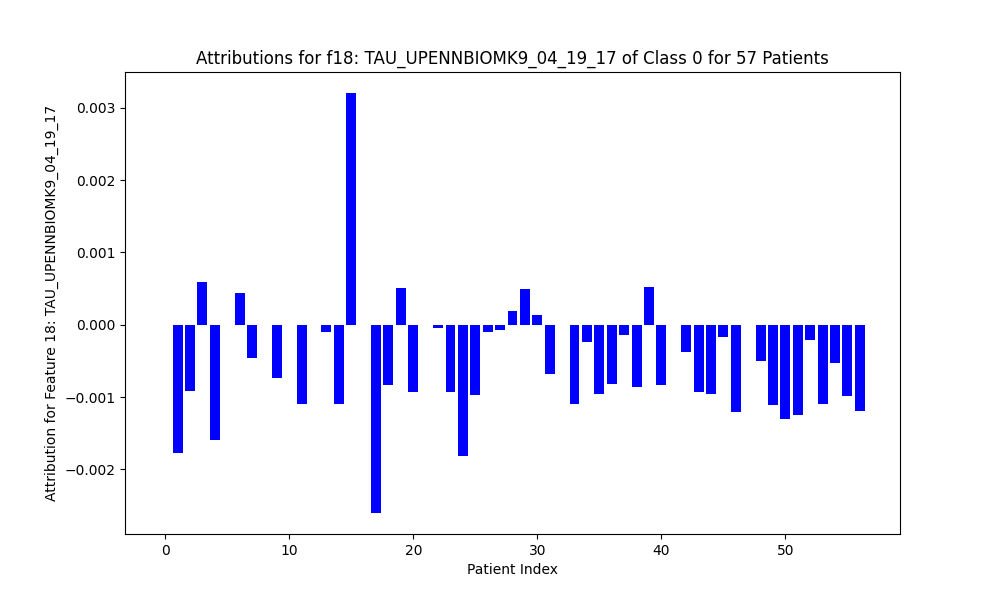 Attributions for f18: TAU_UPENNBIOMK9_04_19_17 of Class 0 for 57 Patients
Attribution for Feature 18: TAU_UPENNBIOMK9_04_19_17
0.003
0.002
0.001
0.000
−0.001
−0.002
0 10 20 30 40 50
Patient Index